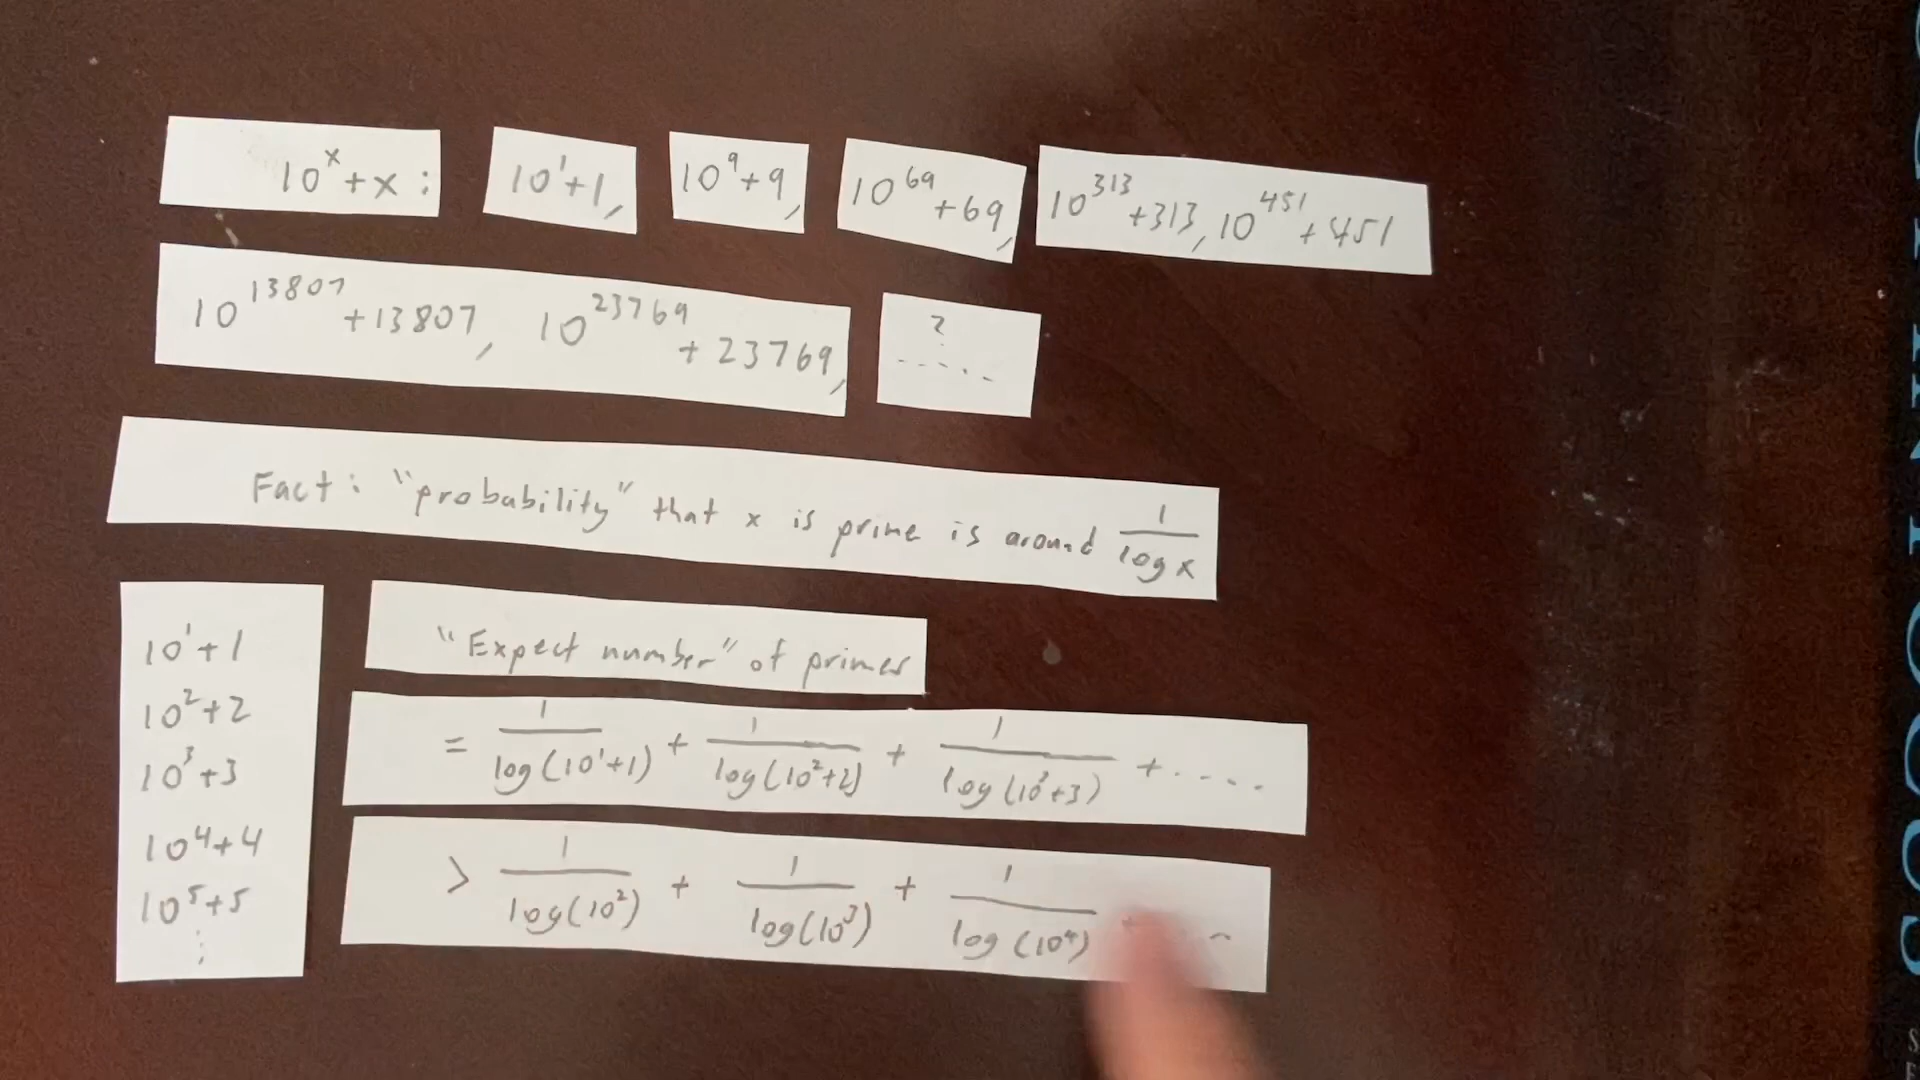 10^x + x : 10^1+1, 10^9+9, 10^69+69, 10^313+313, 10^451+451
10^13807+13807, 10^23769+23769, ? .....
Fact: "probability" that x is prime is around 1/log x
10^1+1
10^2+2
10^3+3
10^4+4
10^5+5
⋮
"Expect number" of primes
= 1/log(10^1+1) + 1/log(10^2+2) + 1/log(10^3+3) + .....
> 1/log(10^2) + 1/log(10^3) + 1/log(10^4)